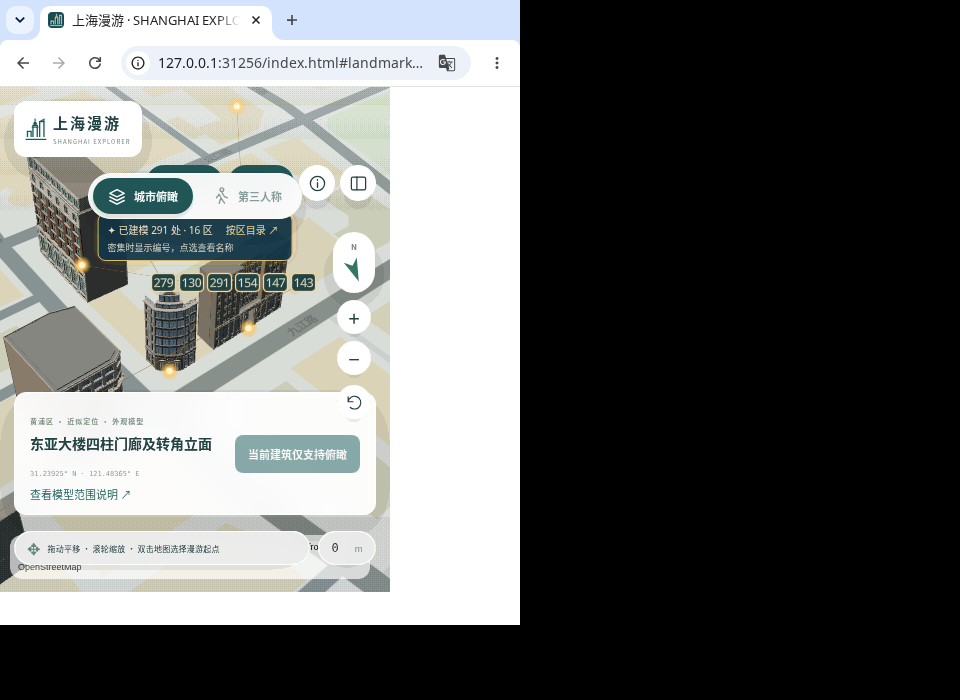 上海漫游 · SHANGHAI EXPLO
127.0.0.1:31256/index.html#landmark...
上海漫游
SHANGHAI EXPLORER
城市俯瞰
第三人称
✦ 已建模 291 处 · 16 区 按区目录 ↗
密集时显示编号，点选查看名称
N
279 130 291 154 147 143
九江路
+
−
黄浦区 · 近似定位 · 外观模型
东亚大楼四柱门廊及转角立面
当前建筑仅支持俯瞰
31.23925° N · 121.48365° E
查看模型范围说明 ↗
拖动平移 · 滚轮缩放 · 双击地图选择漫游起点
0 m
OpenStreetMap